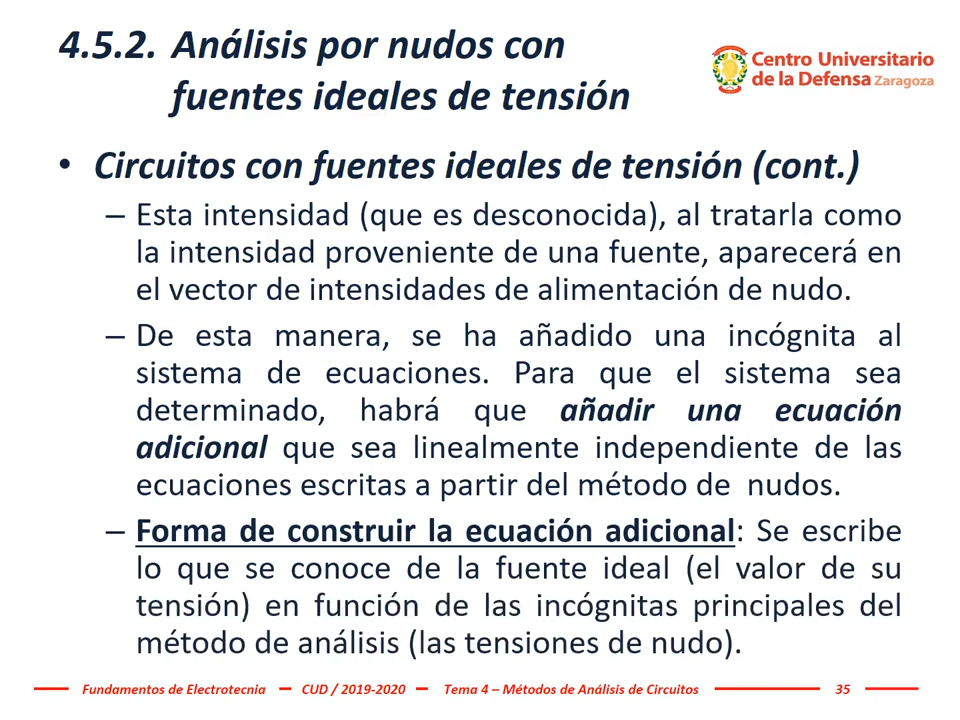 4.5.2. Análisis por nudos con
fuentes ideales de tensión
Centro Universitario
de la Defensa Zaragoza
• Circuitos con fuentes ideales de tensión (cont.)
– Esta intensidad (que es desconocida), al tratarla como
la intensidad proveniente de una fuente, aparecerá en
el vector de intensidades de alimentación de nudo.
– De esta manera, se ha añadido una incógnita al
sistema de ecuaciones. Para que el sistema sea
determinado, habrá que añadir una ecuación
adicional que sea linealmente independiente de las
ecuaciones escritas a partir del método de nudos.
– Forma de construir la ecuación adicional: Se escribe
lo que se conoce de la fuente ideal (el valor de su
tensión) en función de las incógnitas principales del
método de análisis (las tensiones de nudo).
Fundamentos de Electrotecnia – CUD / 2019-2020 – Tema 4 – Métodos de Análisis de Circuitos 35